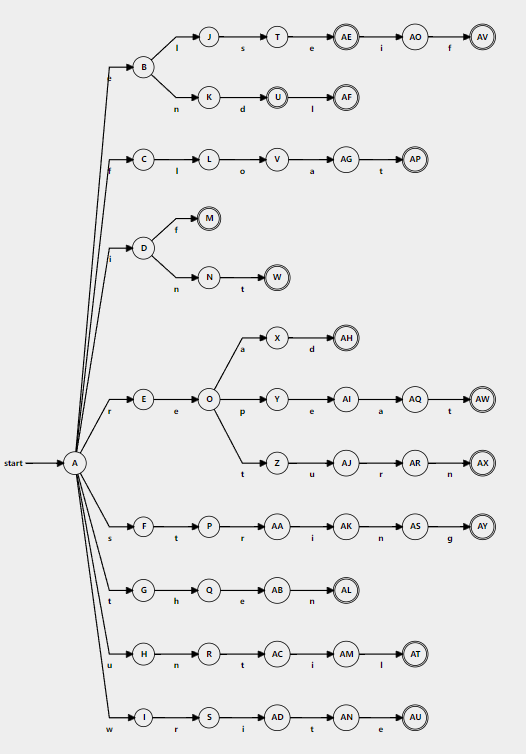 J T AE AO AV
l s e i f
B
e
K U AF
n d l
C L V AG AP
f l o a t
M
f
D
i
N W
n t
X AH
a d
E O Y AI AQ AW
r e p e a t
start A Z AJ AR AX
t u r n
F P AA AK AS AY
s t r i n g
G Q AB AL
t h e n
H R AC AM AT
u n t i l
I S AD AN AU
w r i t e